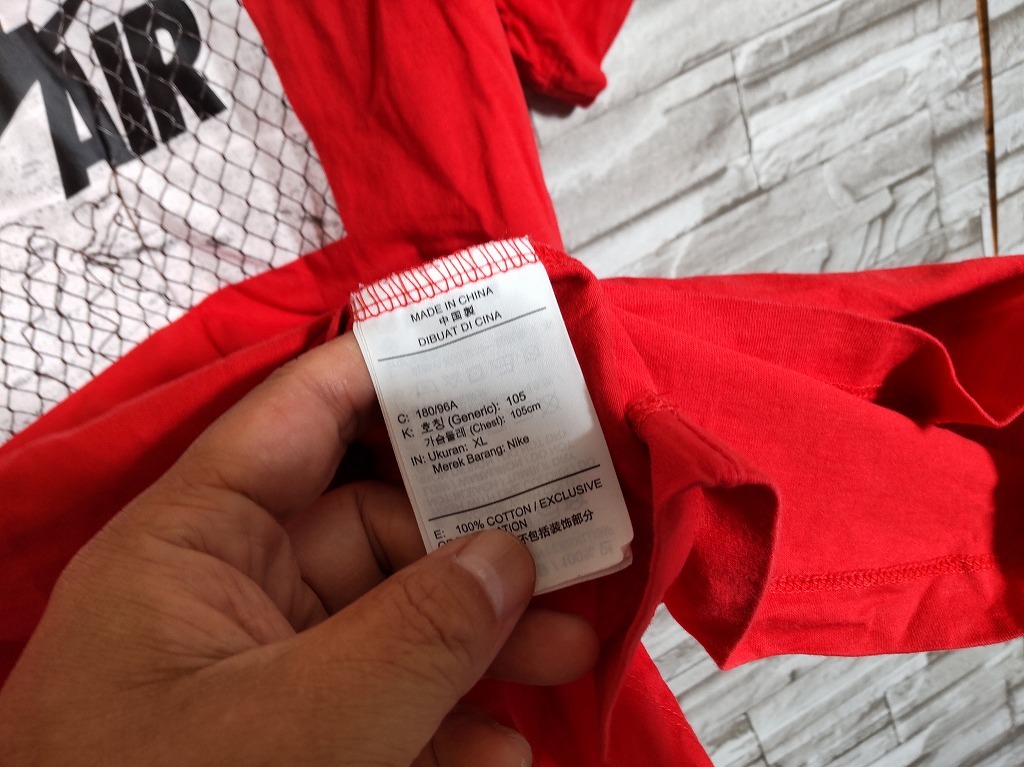 AIR
MADE IN CHINA
中国製
DIBUAT DI CINA
C: 180/96A
K: 호칭 (Generic): 105
가슴둘레 (Chest): 105cm
IN: Ukuran: XL
Merek Barang: Nike
E: 100% COTTON / EXCLUSIVE
不包括装饰部分